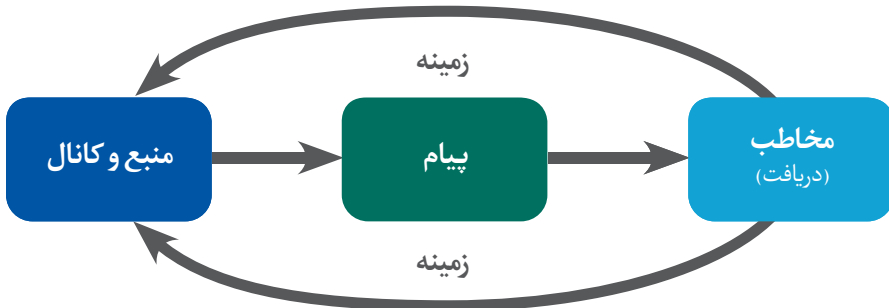 زمینه
منبع و کانال
پیام
مخاطب
(دریافت)
زمینه